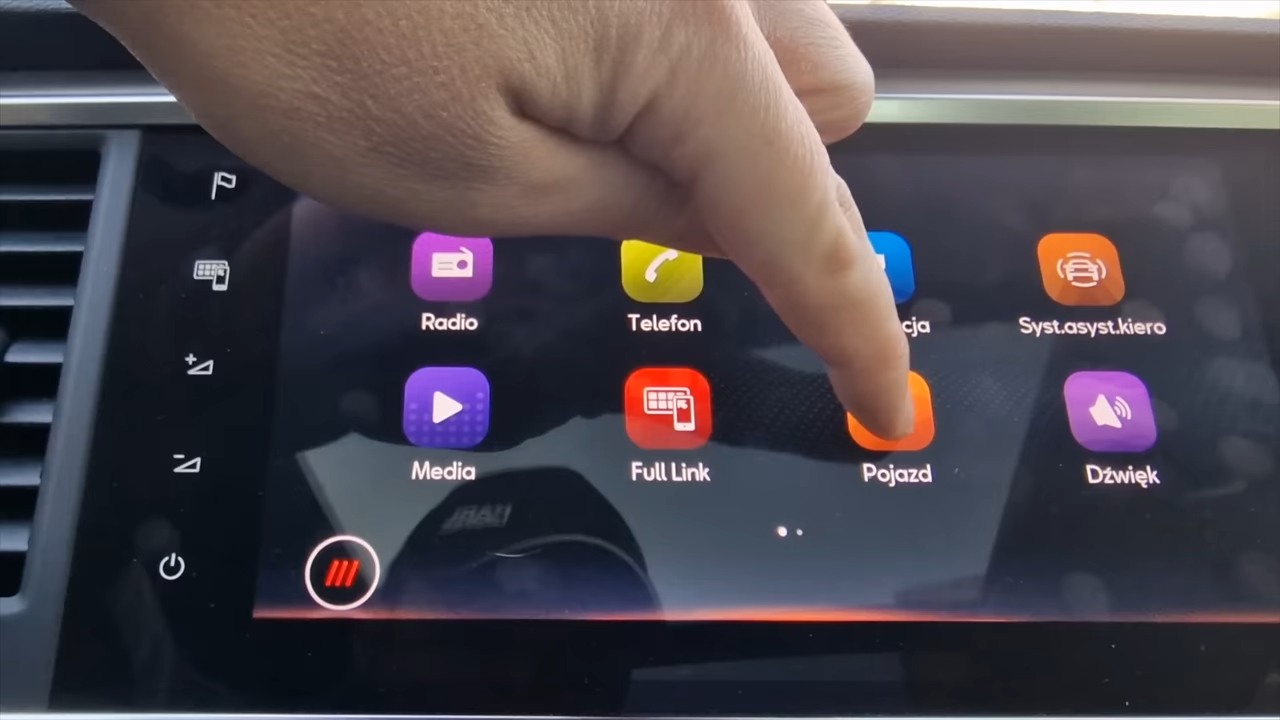 Radio
Telefon
cja
Syst.asyst.kiero
Media
Full Link
Pojazd
Dźwięk